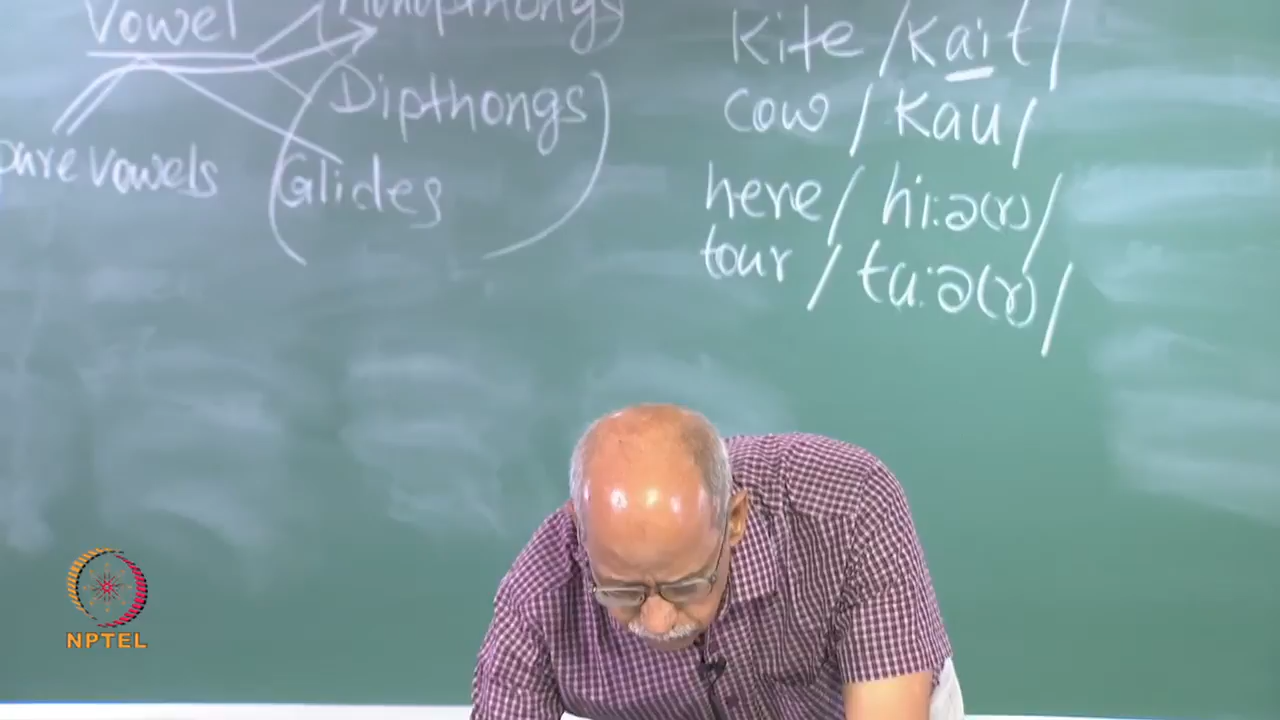 Vowel
Monopthongs
Dipthongs
pure vowels
Glides
Kite /Kait/
cow /Kau/
here / hi:ə(r)/
tour / tu:ə(r)/
NPTEL